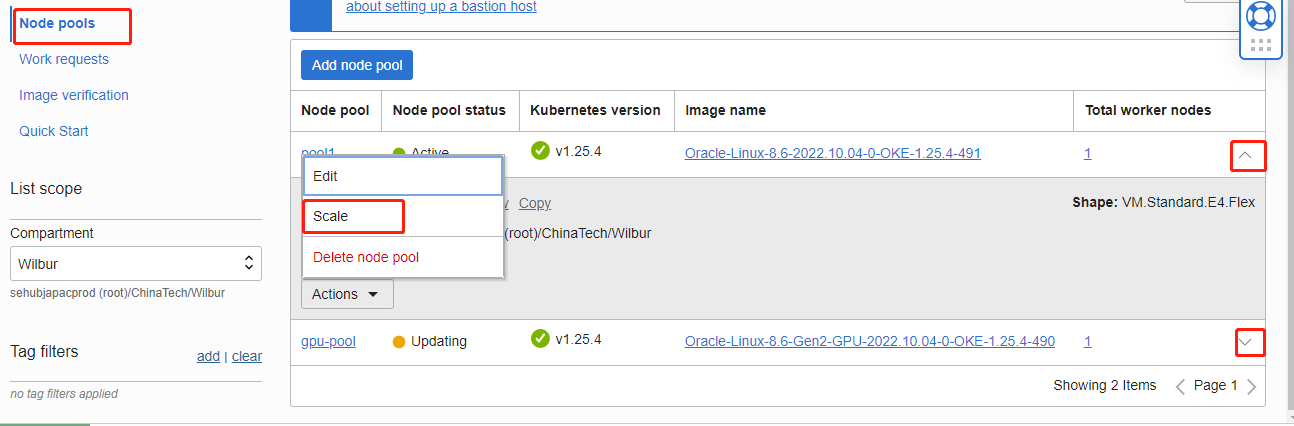 about setting up a bastion host
Node pools
Work requests
Image verification
Quick Start
List scope
Compartment
Wilbur
sehubjapacprod (root)/ChinaTech/Wilbur
Tag filters add | clear
no tag filters applied
Add node pool
Node pool Node pool status Kubernetes version Image name Total worker nodes
pool1 Active v1.25.4 Oracle-Linux-8.6-2022.10.04-0-OKE-1.25.4-491 1
Edit
Scale
Delete node pool
Copy
Shape: VM.Standard.E4.Flex
(root)/ChinaTech/Wilbur
Actions
gpu-pool Updating v1.25.4 Oracle-Linux-8.6-Gen2-GPU-2022.10.04-0-OKE-1.25.4-490 1
Showing 2 Items Page 1